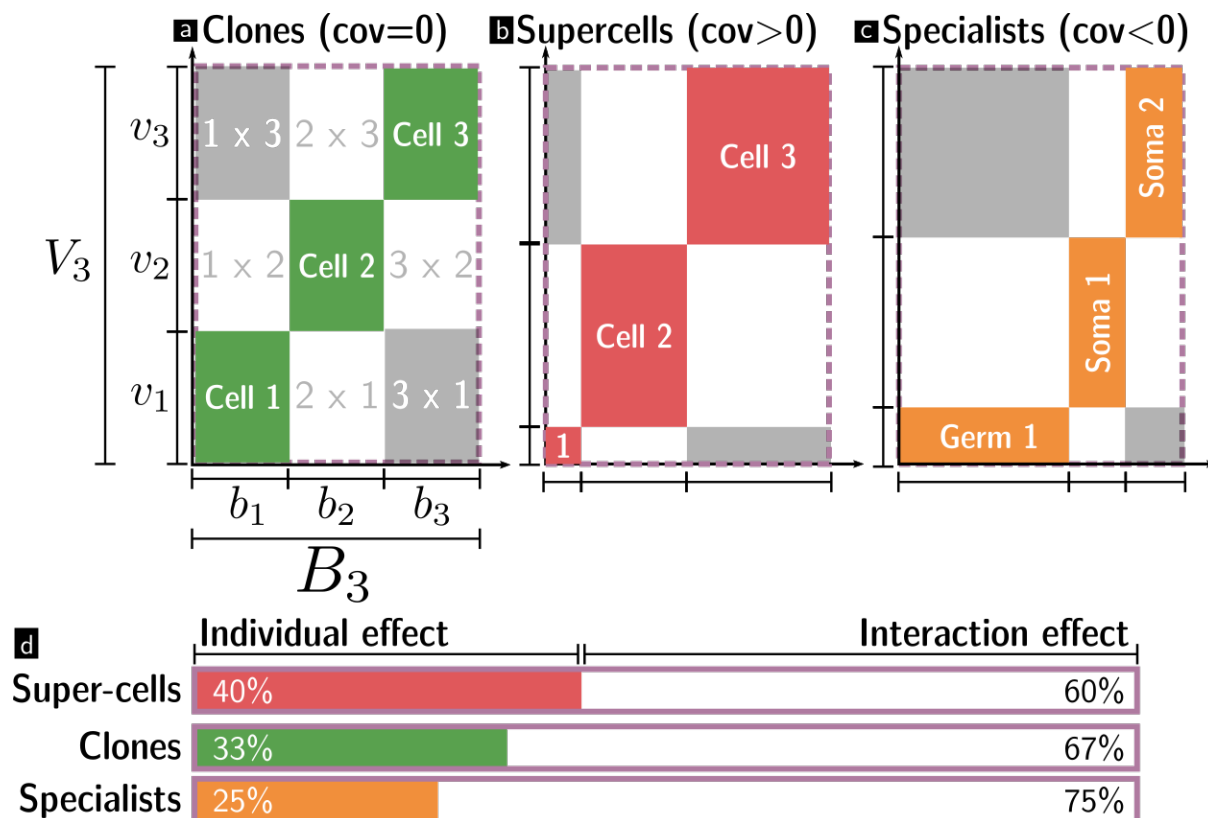 a Clones (cov=0)
b Supercells (cov>0)
c Specialists (cov<0)
V3
v3
v2
v1
1 x 3
2 x 3
Cell 3
1 x 2
Cell 2
3 x 2
Cell 1
2 x 1
3 x 1
b1
b2
b3
B3
Cell 3
Cell 2
1
Soma 2
Soma 1
Germ 1
d
Individual effect
Interaction effect
Super-cells
40%
60%
Clones
33%
67%
Specialists
25%
75%